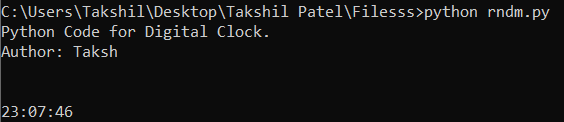 C:\Users\Takshil\Desktop\Takshil Patel\Filesss>python rndm.py
Python Code for Digital Clock.
Author: Taksh
23:07:46